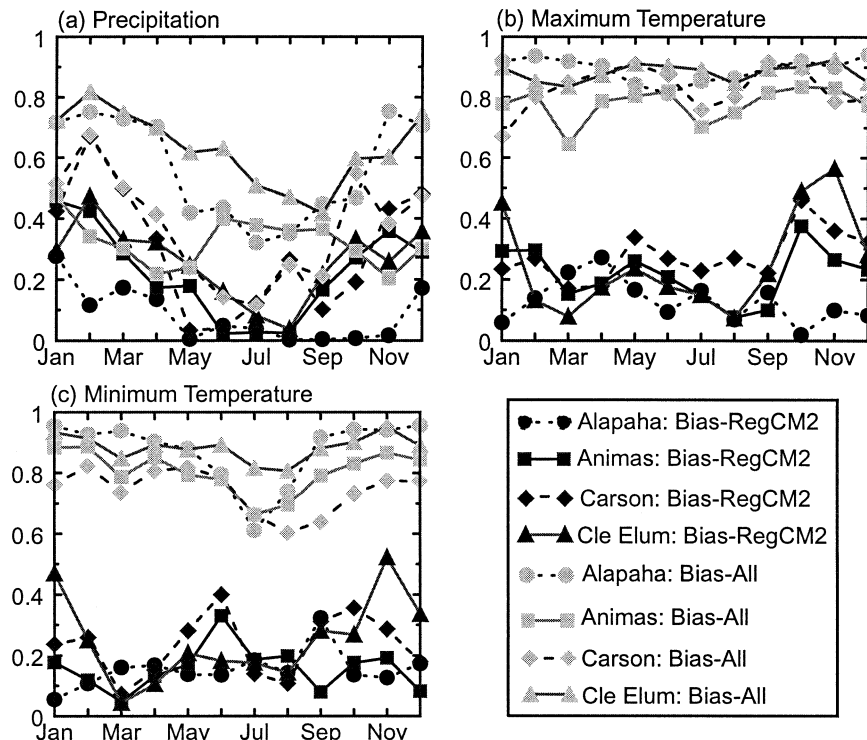 (a) Precipitation
1
0.8
0.6
0.4
0.2
0
Jan Mar May Jul Sep Nov
(b) Maximum Temperature
1
0.8
0.6
0.4
0.2
0
Jan Mar May Jul Sep Nov
(c) Minimum Temperature
1
0.8
0.6
0.4
0.2
0
Jan Mar May Jul Sep Nov
Alapaha: Bias-RegCM2
Animas: Bias-RegCM2
Carson: Bias-RegCM2
Cle Elum: Bias-RegCM2
Alapaha: Bias-All
Animas: Bias-All
Carson: Bias-All
Cle Elum: Bias-All